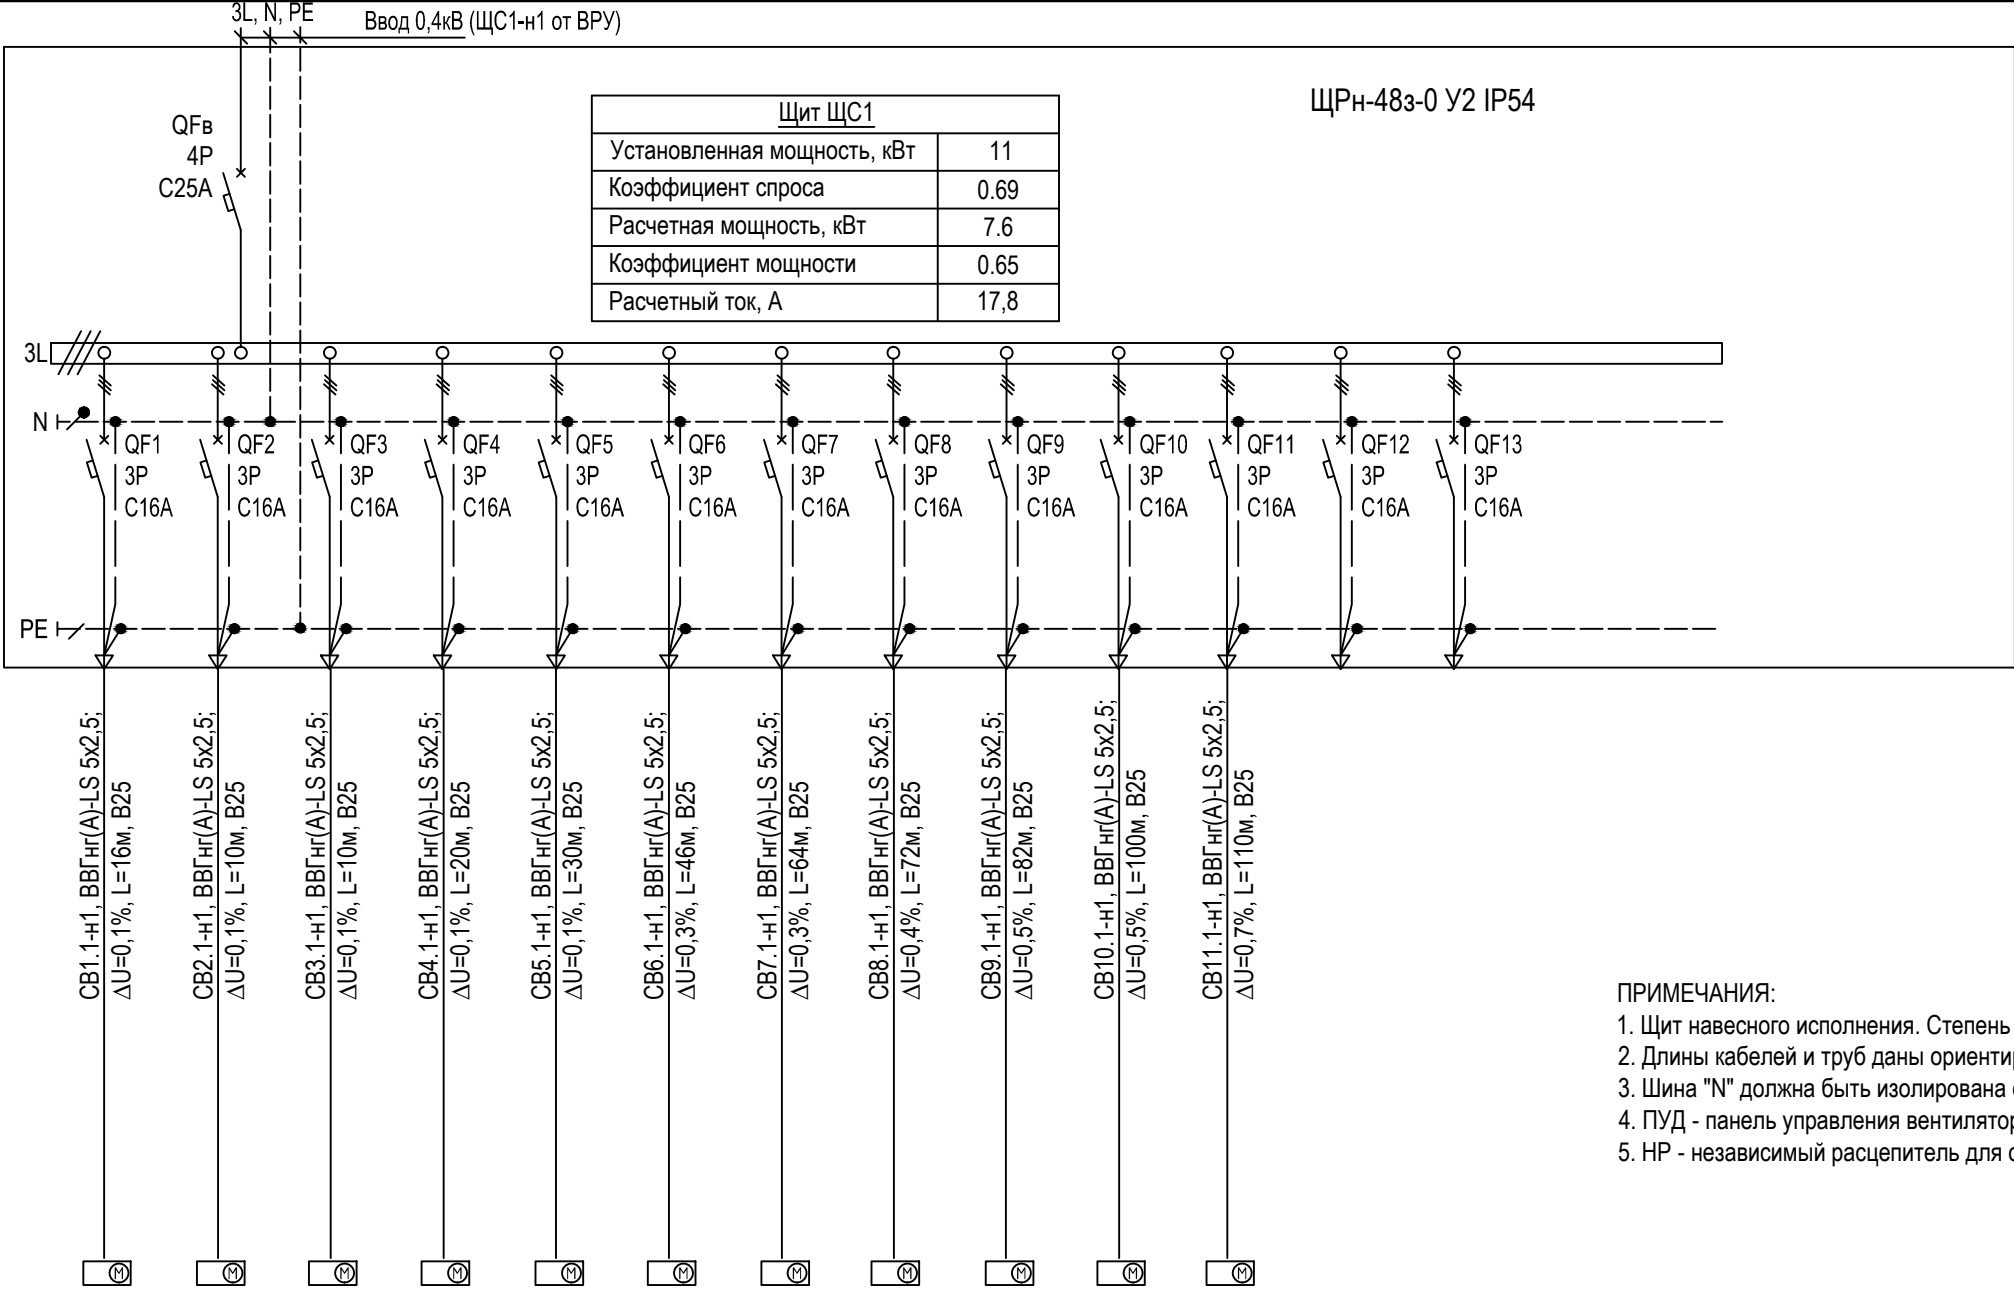 3L, N, PE
Ввод 0,4кВ (ЩС1-н1 от ВРУ)
ЩРн-48з-0 У2 IP54
QFв
4P
C25A
Щит ЩС1
Установленная мощность, кВт 11
Коэффициент спроса 0.69
Расчетная мощность, кВт 7.6
Коэффициент мощности 0.65
Расчетный ток, А 17,8
3L
N
QF1
3P
C16A
QF2
3P
C16A
QF3
3P
C16A
QF4
3P
C16A
QF5
3P
C16A
QF6
3P
C16A
QF7
3P
C16A
QF8
3P
C16A
QF9
3P
C16A
QF10
3P
C16A
QF11
3P
C16A
QF12
3P
C16A
QF13
3P
C16A
PE
СВ1.1-н1, ВВГнг(А)-LS 5х2,5;
ΔU=0,1%, L=16м, В25
СВ2.1-н1, ВВГнг(А)-LS 5х2,5;
ΔU=0,1%, L=10м, В25
СВ3.1-н1, ВВГнг(А)-LS 5х2,5;
ΔU=0,1%, L=10м, В25
СВ4.1-н1, ВВГнг(А)-LS 5х2,5;
ΔU=0,1%, L=20м, В25
СВ5.1-н1, ВВГнг(А)-LS 5х2,5;
ΔU=0,1%, L=30м, В25
СВ6.1-н1, ВВГнг(А)-LS 5х2,5;
ΔU=0,3%, L=46м, В25
СВ7.1-н1, ВВГнг(А)-LS 5х2,5;
ΔU=0,3%, L=64м, В25
СВ8.1-н1, ВВГнг(А)-LS 5х2,5;
ΔU=0,4%, L=72м, В25
СВ9.1-н1, ВВГнг(А)-LS 5х2,5;
ΔU=0,5%, L=82м, В25
СВ10.1-н1, ВВГнг(А)-LS 5х2,5;
ΔU=0,5%, L=100м, В25
СВ11.1-н1, ВВГнг(А)-LS 5х2,5;
ΔU=0,7%, L=110м, В25
ПРИМЕЧАНИЯ:
1. Щит навесного исполнения. Степень
2. Длины кабелей и труб даны ориенти
3. Шина "N" должна быть изолирована
4. ПУД - панель управления вентилятор
5. НР - независимый расцепитель для
M
M
M
M
M
M
M
M
M
M
M